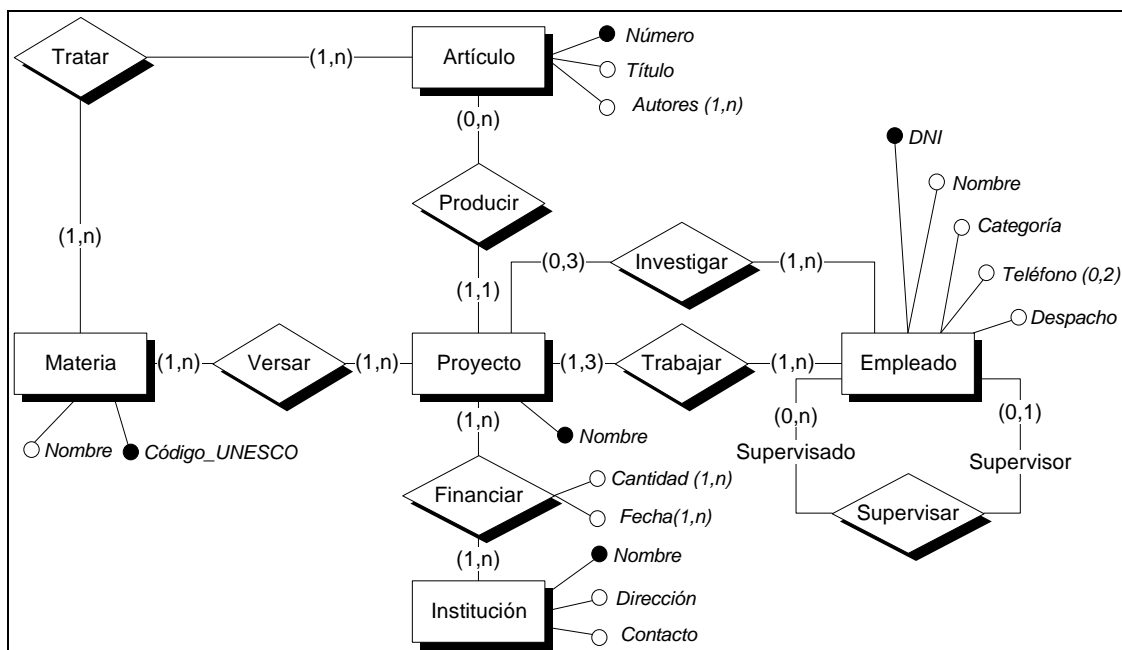 Tratar
(1,n)
Artículo
Número
Título
Autores (1,n)
(0,n)
DNI
Nombre
Producir
Categoría
(1,n)
(0,3)
Investigar
(1,n)
Teléfono (0,2)
(1,1)
Despacho
Materia
(1,n)
Versar
(1,n)
Proyecto
(1,3)
Trabajar
(1,n)
Empleado
(1,n)
(0,n)
(0,1)
Nombre
Código_UNESCO
Nombre
Supervisado
Supervisor
Financiar
Cantidad (1,n)
Fecha(1,n)
Supervisar
(1,n)
Nombre
Institución
Dirección
Contacto